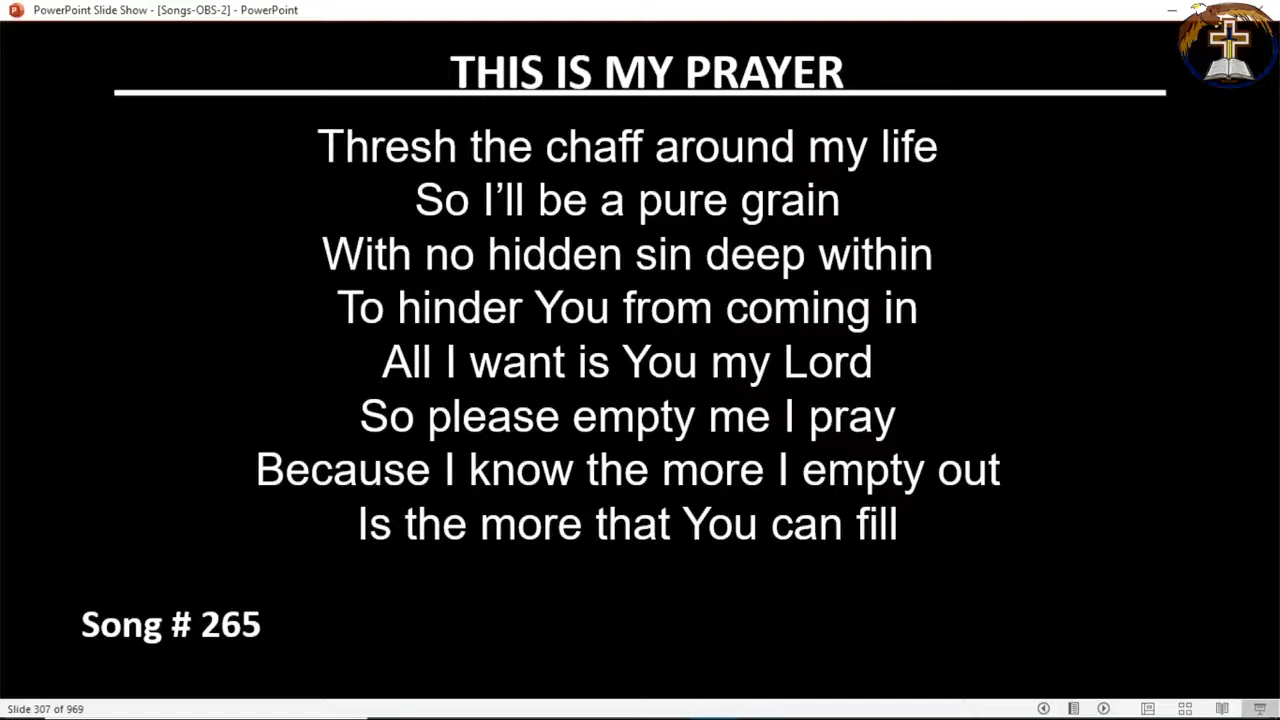 PowerPoint Slide Show - [Songs-OBS-2] - PowerPoint
THIS IS MY PRAYER
Thresh the chaff around my life
So I’ll be a pure grain
With no hidden sin deep within
To hinder You from coming in
All I want is You my Lord
So please empty me I pray
Because I know the more I empty out
Is the more that You can fill
Song # 265
Slide 307 of 969